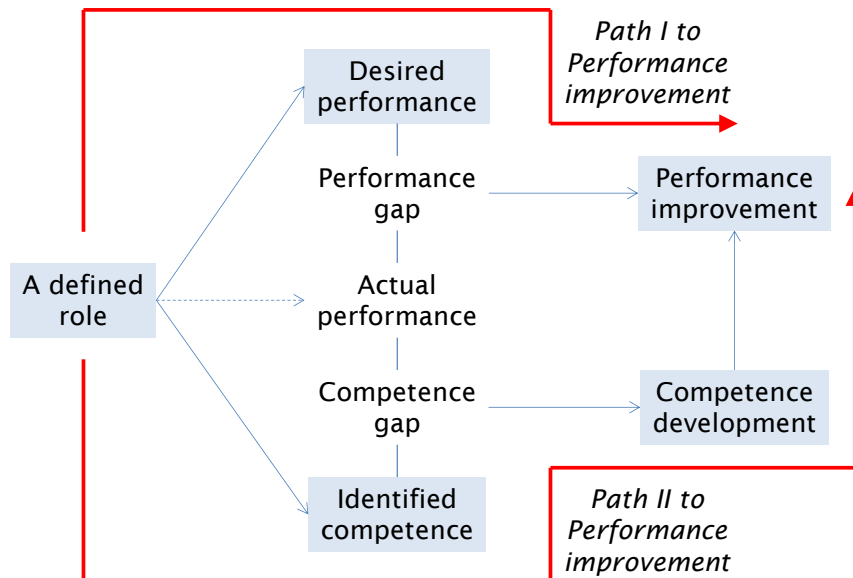 Path I to
Performance
improvement
Desired
performance
Performance
gap
Performance
improvement
A defined
role
Actual
performance
Competence
gap
Competence
development
Identified
competence
Path II to
Performance
improvement